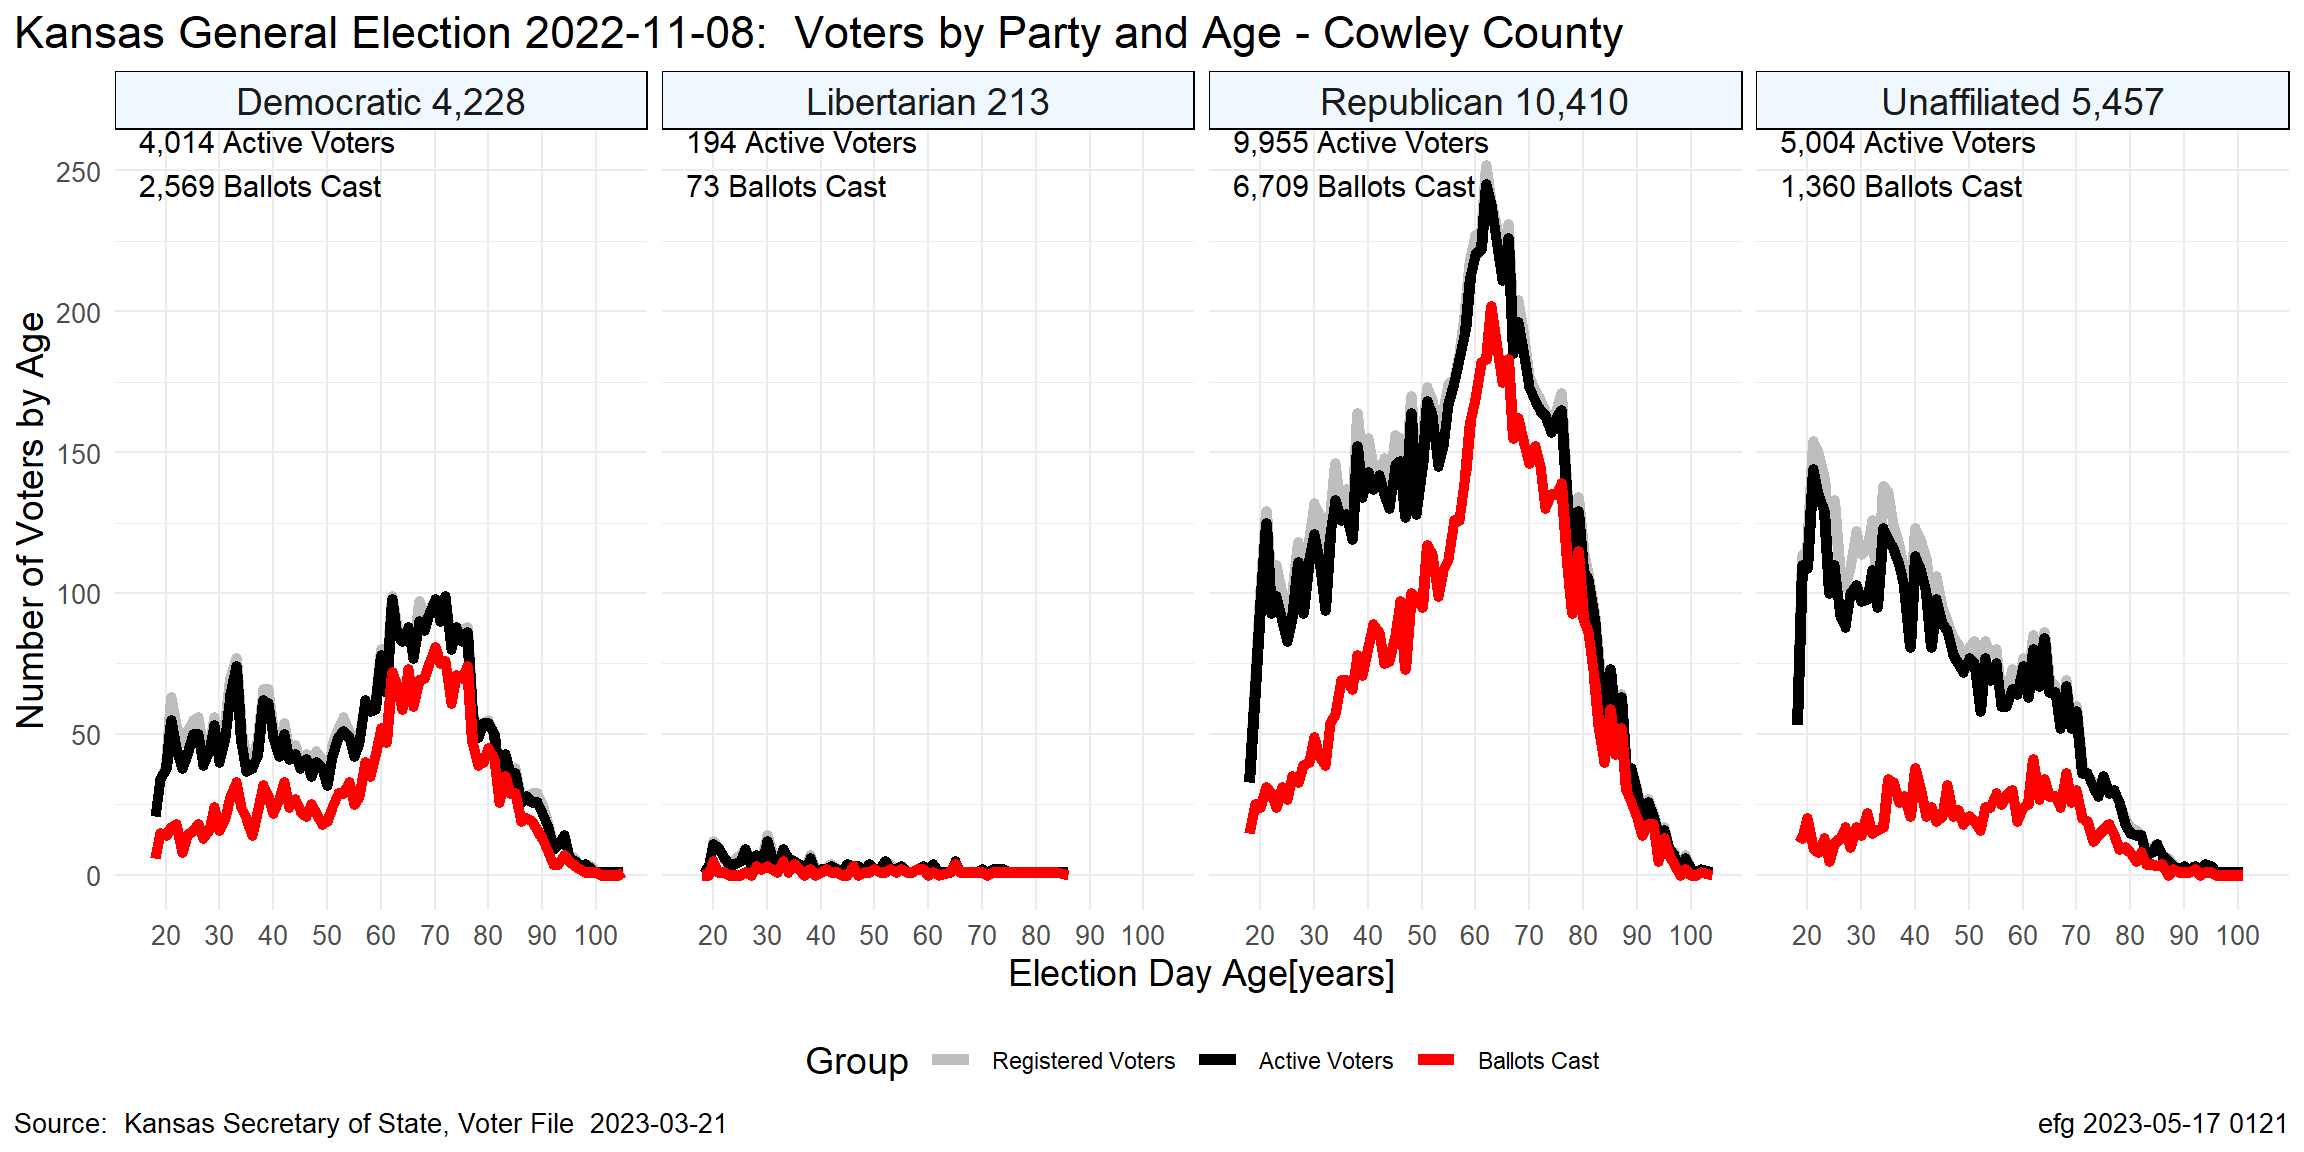 Kansas General Election 2022-11-08:  Voters by Party and Age - Cowley County
Democratic 4,228
Libertarian 213
Republican 10,410
Unaffiliated 5,457
4,014 Active Voters
2,569 Ballots Cast
194 Active Voters
73 Ballots Cast
9,955 Active Voters
6,709 Ballots Cast
5,004 Active Voters
1,360 Ballots Cast
Number of Voters by Age
250
200
150
100
50
0
20 30 40 50 60 70 80 90 100
20 30 40 50 60 70 80 90 100
20 30 40 50 60 70 80 90 100
20 30 40 50 60 70 80 90 100
Election Day Age[years]
Group Registered Voters Active Voters Ballots Cast
Source:  Kansas Secretary of State, Voter File  2023-03-21
efg 2023-05-17 0121